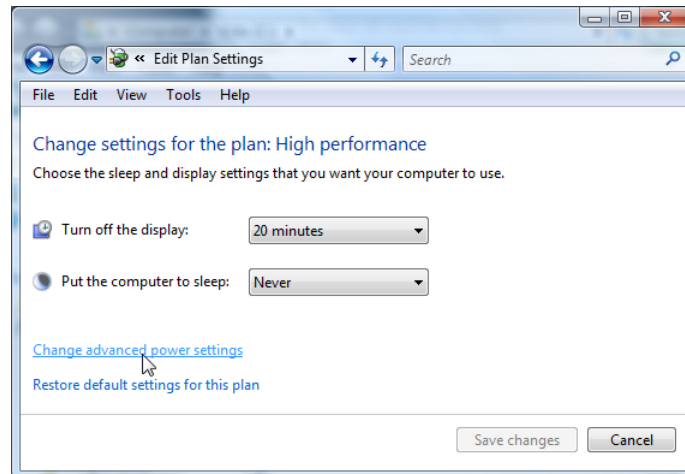 « Edit Plan Settings
Search
File Edit View Tools Help
Change settings for the plan: High performance
Choose the sleep and display settings that you want your computer to use.
Turn off the display: 20 minutes
Put the computer to sleep: Never
Change advanced power settings
Restore default settings for this plan
Save changes Cancel